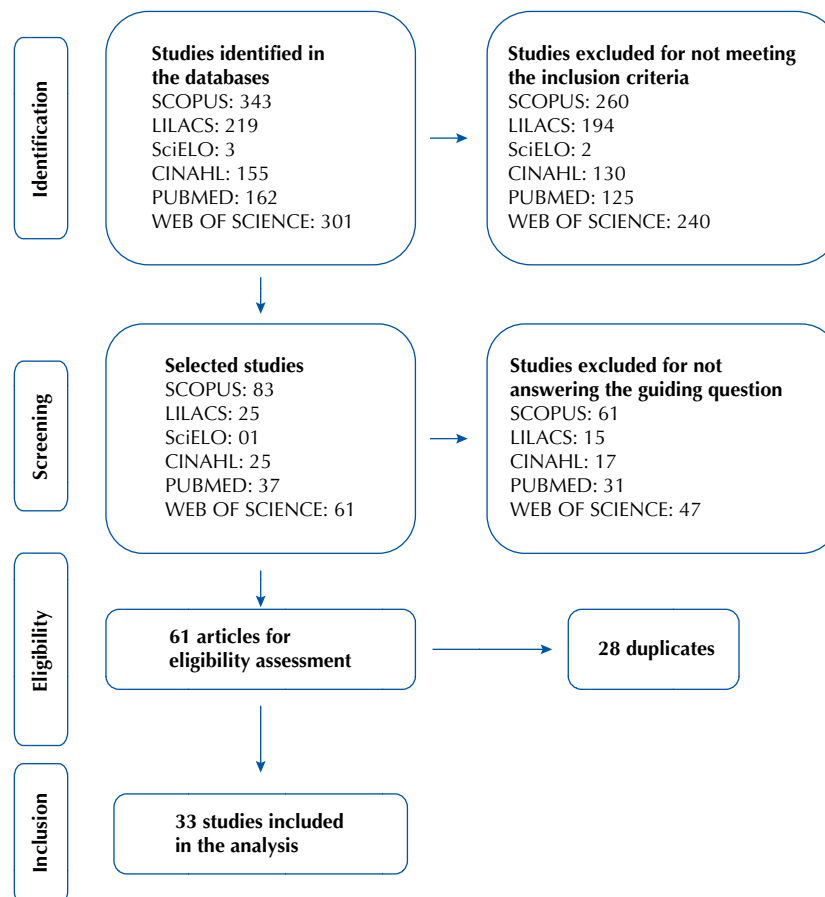 Identification
Studies identified in
the databases
SCOPUS: 343
LILACS: 219
SciELO: 3
CINAHL: 155
PUBMED: 162
WEB OF SCIENCE: 301
Studies excluded for not meeting
the inclusion criteria
SCOPUS: 260
LILACS: 194
SciELO: 2
CINAHL: 130
PUBMED: 125
WEB OF SCIENCE: 240
Screening
Selected studies
SCOPUS: 83
LILACS: 25
SciELO: 01
CINAHL: 25
PUBMED: 37
WEB OF SCIENCE: 61
Studies excluded for not
answering the guiding question
SCOPUS: 61
LILACS: 15
CINAHL: 17
PUBMED: 31
WEB OF SCIENCE: 47
Eligibility
61 articles for
eligibility assessment
28 duplicates
Inclusion
33 studies included
in the analysis